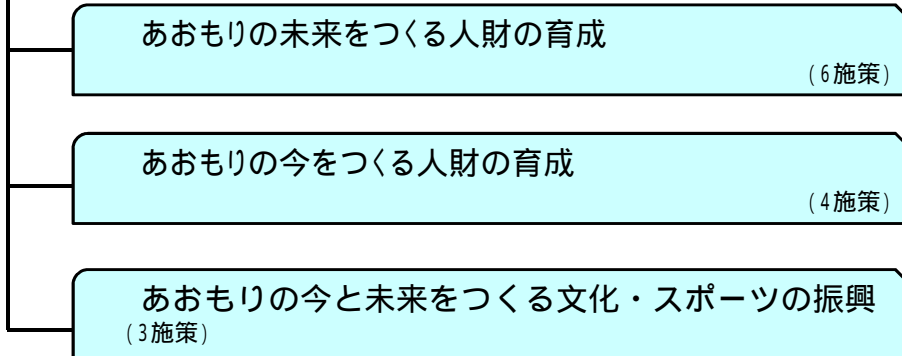 あおもりの未来をつくる人財の育成
(6施策)
あおもりの今をつくる人財の育成
(4施策)
あおもりの今と未来をつくる文化・スポーツの振興
(3施策)